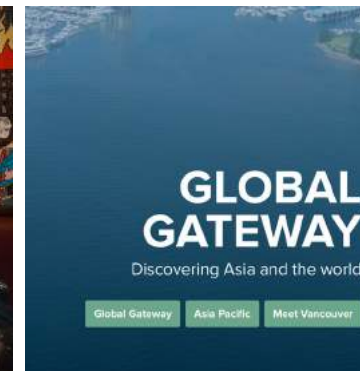 GLOBAL
GATEWAY
Discovering Asia and the world
Global Gateway Asia Pacific Meet Vancouver